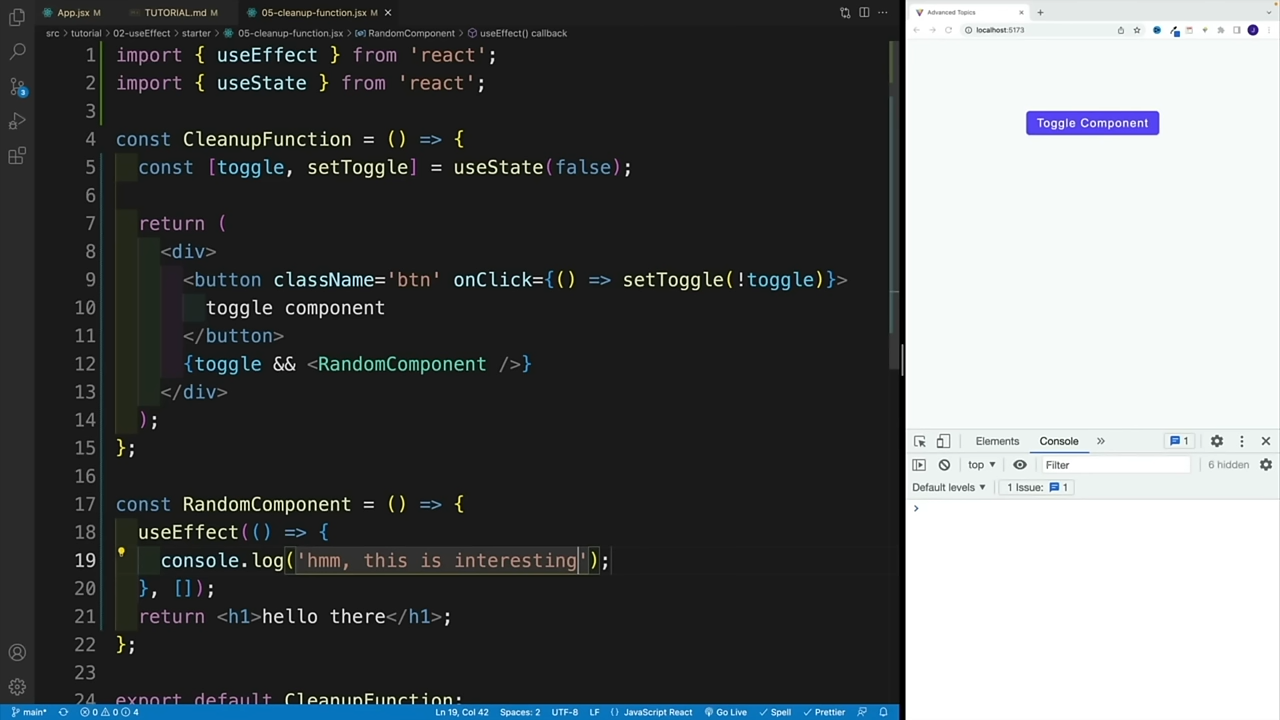 App.jsx M
TUTORIAL.md M
05-cleanup-function.jsx M
src › tutorial › 02-useEffect › starter › 05-cleanup-function.jsx › RandomComponent › useEffect() callback
1 import { useEffect } from 'react';
2 import { useState } from 'react';
3
4 const CleanupFunction = () => {
5 const [toggle, setToggle] = useState(false);
6
7 return (
8 <div>
9 <button className='btn' onClick={() => setToggle(!toggle)}>
10 toggle component
11 </button>
12 {toggle && <RandomComponent />}
13 </div>
14 );
15 };
16
17 const RandomComponent = () => {
18 useEffect(() => {
19 console.log('hmm, this is interesting');
20 }, []);
21 return <h1>hello there</h1>;
22 };
23
24 export default CleanupFunction;
3
main*
0 0 4
Ln 19, Col 42
Spaces: 2
UTF-8
LF
{} JavaScript React
Go Live
Spell
Prettier
Advanced Topics
localhost:5173
J
Toggle Component
Elements
Console
1
top
Filter
6 hidden
Default levels
1 Issue: 1